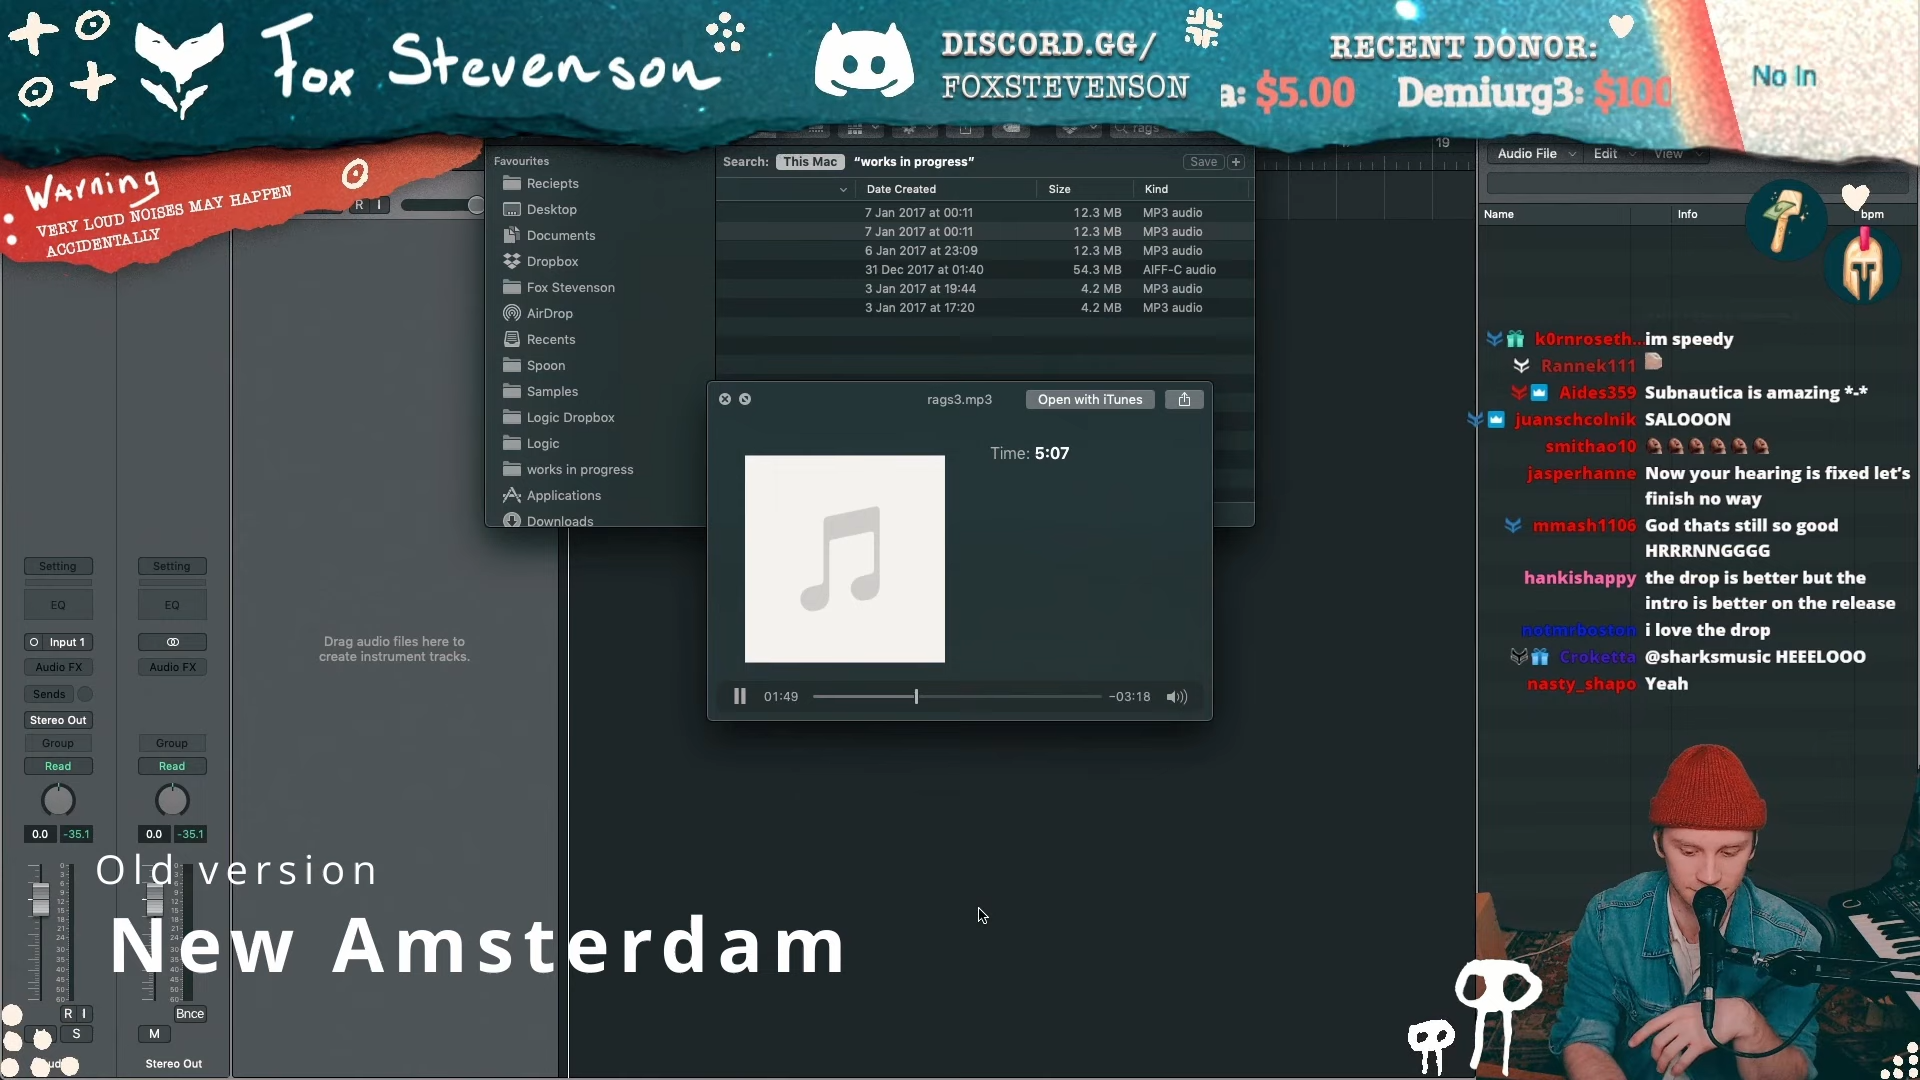 Fox Stevenson
DISCORD.GG/
FOXSTEVENSON
RECENT DONOR:
a: $5.00 Demiurg3: $100
No In
Warning
VERY LOUD NOISES MAY HAPPEN
ACCIDENTALLY
R I
rags
19
Favourites
Reciepts
Desktop
Documents
Dropbox
Fox Stevenson
AirDrop
Recents
Spoon
Samples
Logic Dropbox
Logic
works in progress
Applications
Downloads
Search: This Mac “works in progress” Save +
Date Created Size Kind
7 Jan 2017 at 00:11 12.3 MB MP3 audio
7 Jan 2017 at 00:11 12.3 MB MP3 audio
6 Jan 2017 at 23:09 12.3 MB MP3 audio
31 Dec 2017 at 01:40 54.3 MB AIFF-C audio
3 Jan 2017 at 19:44 4.2 MB MP3 audio
3 Jan 2017 at 17:20 4.2 MB MP3 audio
rags3.mp3 Open with iTunes
Time: 5:07
01:49 −03:18
Audio File Edit View
Name Info bpm
k0rnroseth... im speedy
Rannek111
Aides359 Subnautica is amazing *-*
juanschcolnik SALOOON
smithao10
jasperhanne Now your hearing is fixed let’s
finish no way
mmash1106 God thats still so good
HRRRNNGGGG
hankishappy the drop is better but the
intro is better on the release
notmrboston i love the drop
Croketta @sharksmusic HEEELOOO
nasty_shapo Yeah
Drag audio files here to
create instrument tracks.
Setting Setting
EQ EQ
Input 1
Audio FX Audio FX
Sends
Stereo Out
Group Group
Read Read
0.0 -35.1 0.0 -35.1
Old version
New Amsterdam
R I Bnce
S M
Stereo Out